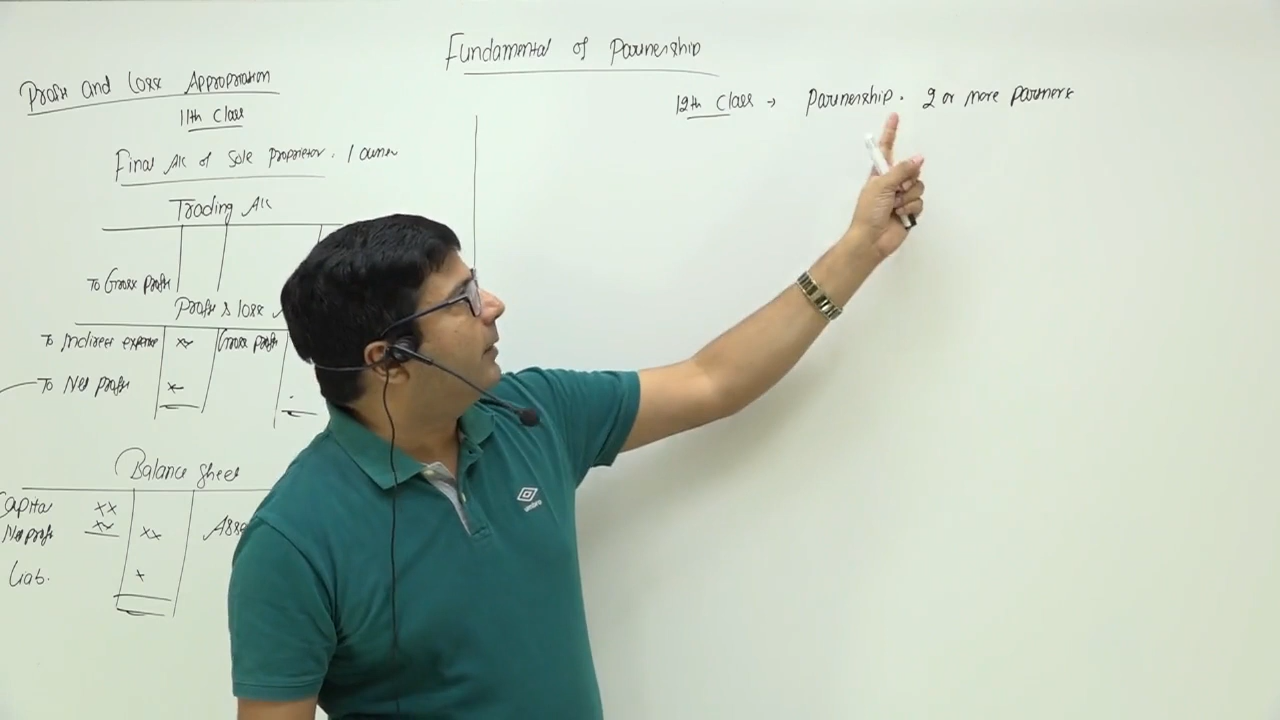 Fundamental of Partnership
Profit and Loss Appropriation
11th Class
Final A/c of Sole Proprietor. 1 owner
Trading A/c
To Gross profit
Profit & loss
To Indirect expense xx Gross profit
To Net profit x
Balance Sheet
Capital xx
Net profit xx xx
Liab. x
12th Class → Partnership. 2 or more partners
umbro